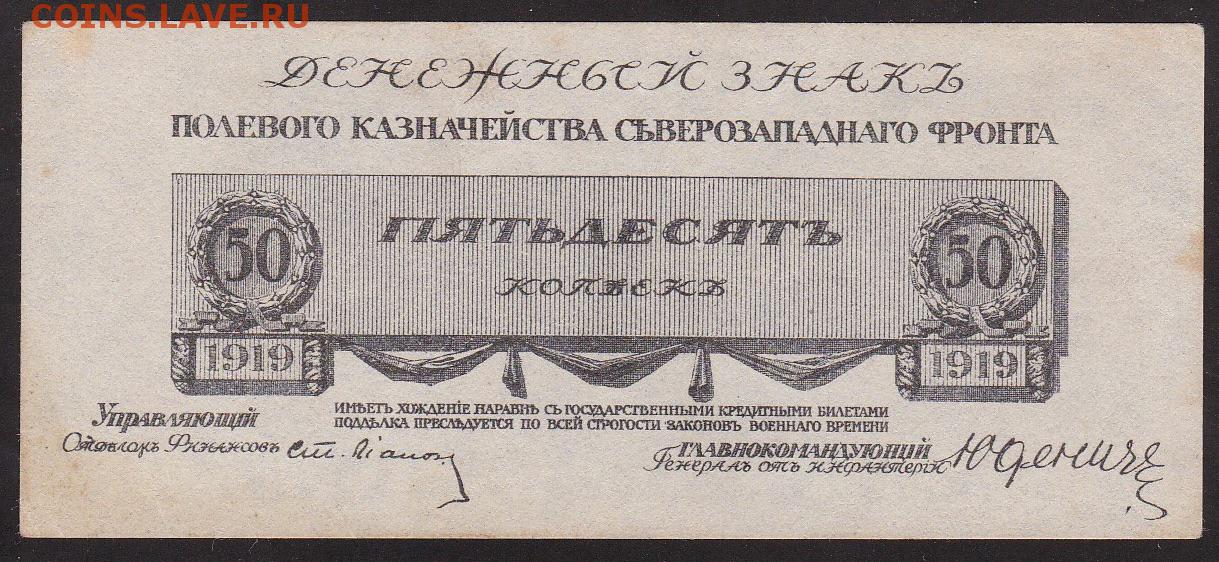 COINS.LAVE.RU
ДЕНЕЖНЫЙ ЗНАКЪ
ПОЛЕВОГО КАЗНАЧЕЙСТВА СѢВЕРОЗАПАДНАГО ФРОНТА
50 ПЯТЬДЕСЯТЪ 50
КОПѢЕКЪ
1919 1919
УПРАВЛЯЮЩІЙ ИМѢЕТЪ ХОЖДЕНІЕ НАРАВНѢ СЪ ГОСУДАРСТВЕННЫМИ КРЕДИТНЫМИ БИЛЕТАМИ
ПОДДѢЛКА ПРЕСЛѢДУЕТСЯ ПО ВСЕЙ СТРОГОСТИ ЗАКОНОВЪ ВОЕННАГО ВРЕМЕНИ
Отдѣломъ Финансовъ
ГЛАВНОКОМАНДУЮЩІЙ
Генералъ отъ инфантеріи Юденичъ